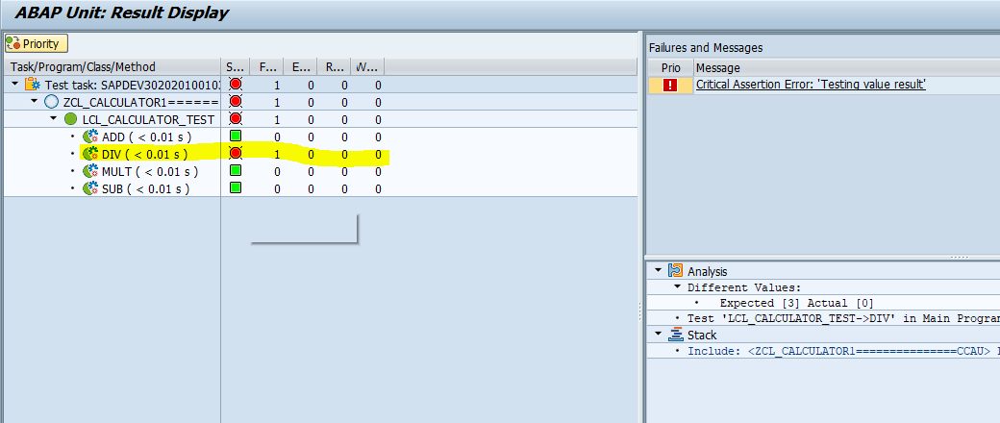 ABAP Unit: Result Display
Priority
Task/Program/Class/Method S... F... E... R... W...
Test task: SAPDEV30202010010 1 0 0 0
ZCL_CALCULATOR1====== 1 0 0 0
LCL_CALCULATOR_TEST 1 0 0 0
ADD ( < 0.01 s ) 0 0 0 0
DIV ( < 0.01 s ) 1 0 0 0
MULT ( < 0.01 s ) 0 0 0 0
SUB ( < 0.01 s ) 0 0 0 0
Failures and Messages
Prio Message
Critical Assertion Error: 'Testing value result'
Analysis
Different Values:
Expected [3] Actual [0]
Test 'LCL_CALCULATOR_TEST->DIV' in Main Program
Stack
Include: <ZCL_CALCULATOR1===============CCAU>